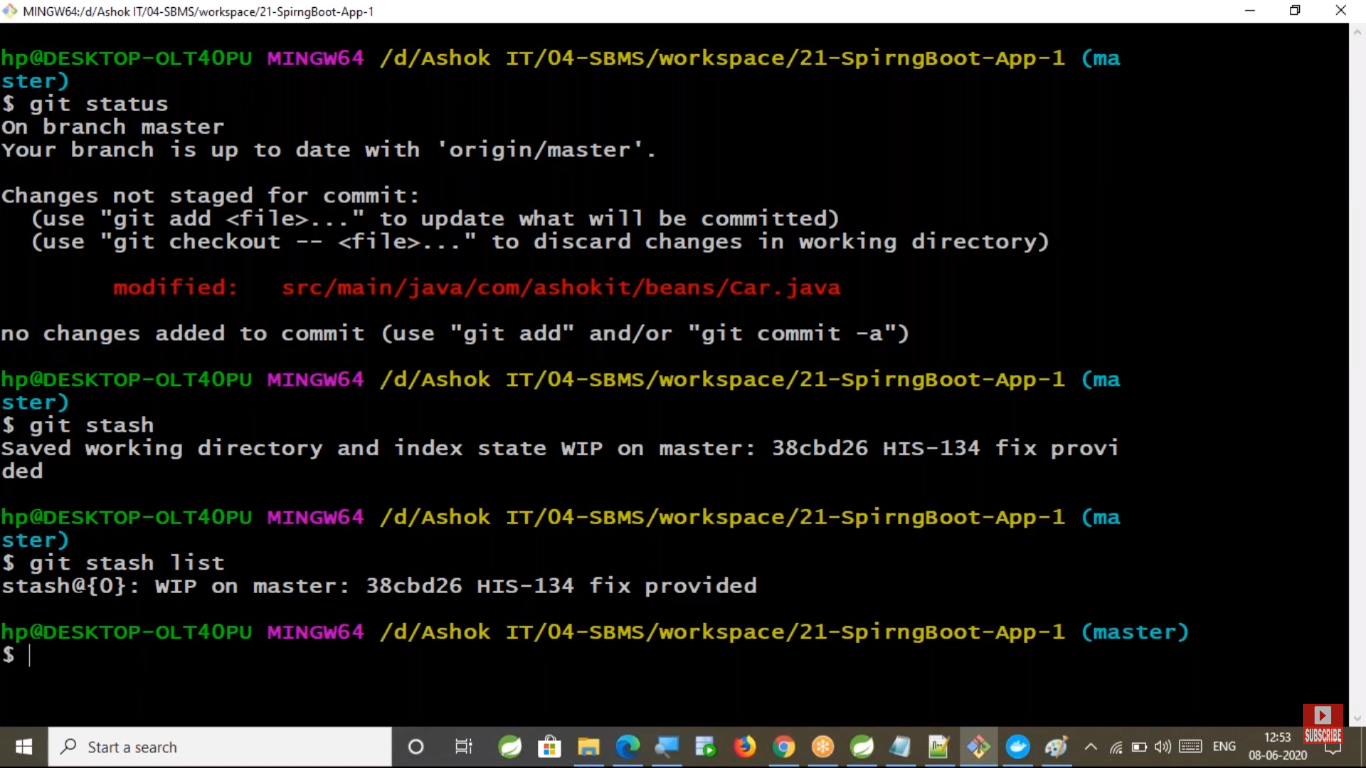 MINGW64:/d/Ashok IT/04-SBMS/workspace/21-SpirngBoot-App-1
hp@DESKTOP-OLT40PU MINGW64 /d/Ashok IT/04-SBMS/workspace/21-SpirngBoot-App-1 (ma
ster)
$ git status
On branch master
Your branch is up to date with 'origin/master'.
Changes not staged for commit:
(use "git add <file>..." to update what will be committed)
(use "git checkout -- <file>..." to discard changes in working directory)
modified: src/main/java/com/ashokit/beans/Car.java
no changes added to commit (use "git add" and/or "git commit -a")
hp@DESKTOP-OLT40PU MINGW64 /d/Ashok IT/04-SBMS/workspace/21-SpirngBoot-App-1 (ma
ster)
$ git stash
Saved working directory and index state WIP on master: 38cbd26 HIS-134 fix provi
ded
hp@DESKTOP-OLT40PU MINGW64 /d/Ashok IT/04-SBMS/workspace/21-SpirngBoot-App-1 (ma
ster)
$ git stash list
stash@{0}: WIP on master: 38cbd26 HIS-134 fix provided
hp@DESKTOP-OLT40PU MINGW64 /d/Ashok IT/04-SBMS/workspace/21-SpirngBoot-App-1 (master)
$
SUBSCRIBE
Start a search
ENG
12:53
08-06-2020